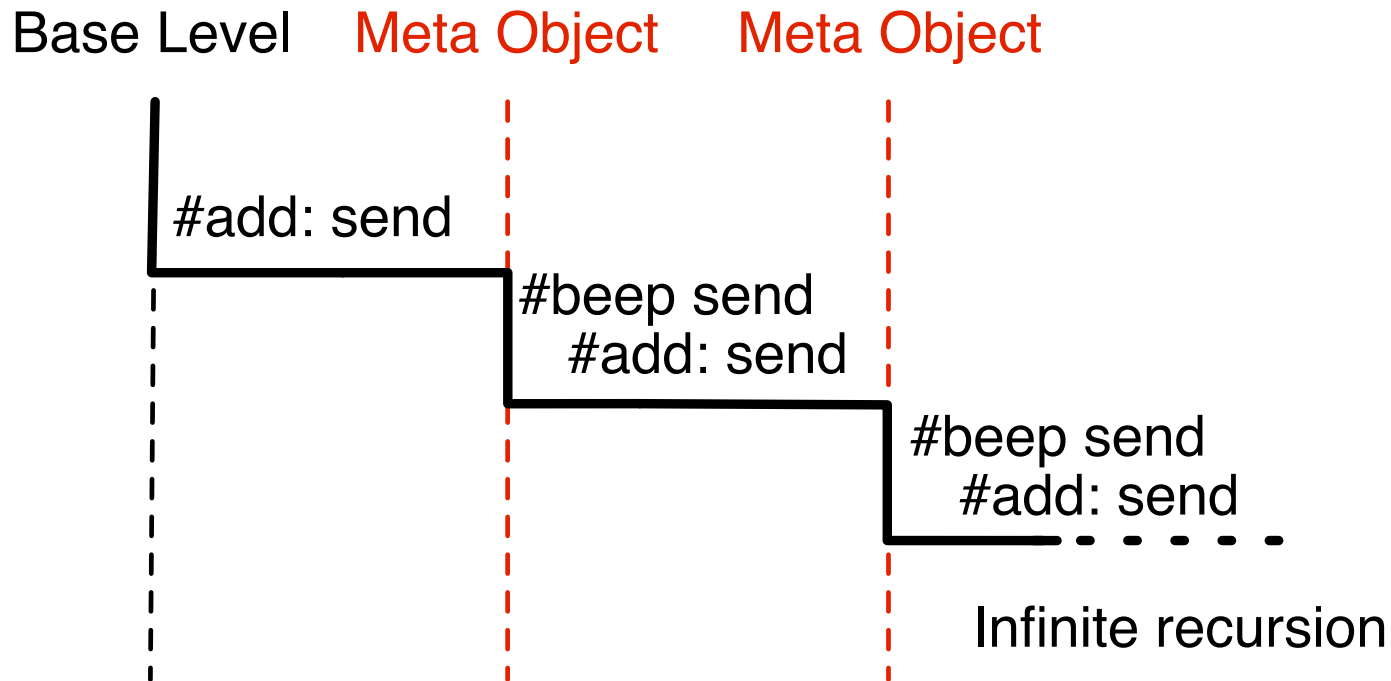 Base Level
Meta Object
Meta Object
#add: send
#beep send
#add: send
#beep send
#add: send
Infinite recursion